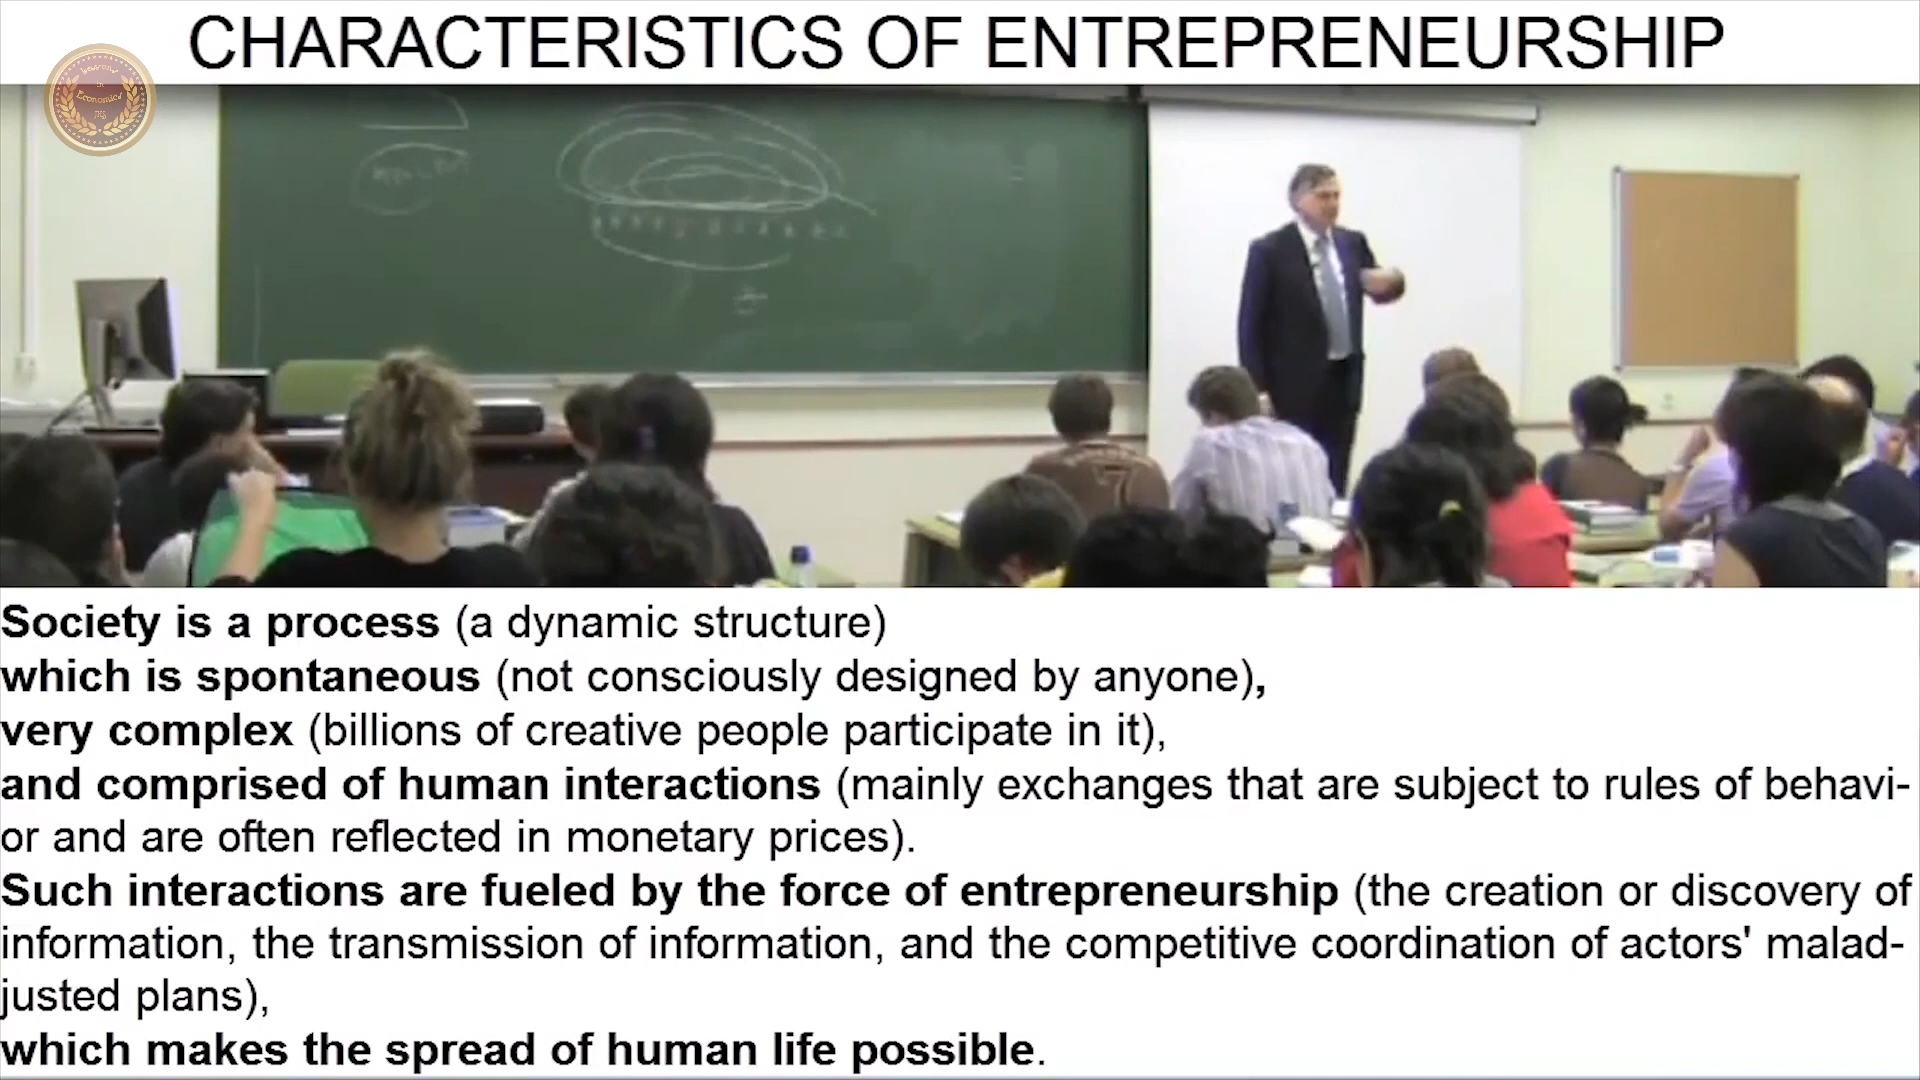 CHARACTERISTICS OF ENTREPRENEURSHIP
Economics
Society is a process (a dynamic structure)
which is spontaneous (not consciously designed by anyone),
very complex (billions of creative people participate in it),
and comprised of human interactions (mainly exchanges that are subject to rules of behavi-
or and are often reflected in monetary prices).
Such interactions are fueled by the force of entrepreneurship (the creation or discovery of
information, the transmission of information, and the competitive coordination of actors' malad-
justed plans),
which makes the spread of human life possible.